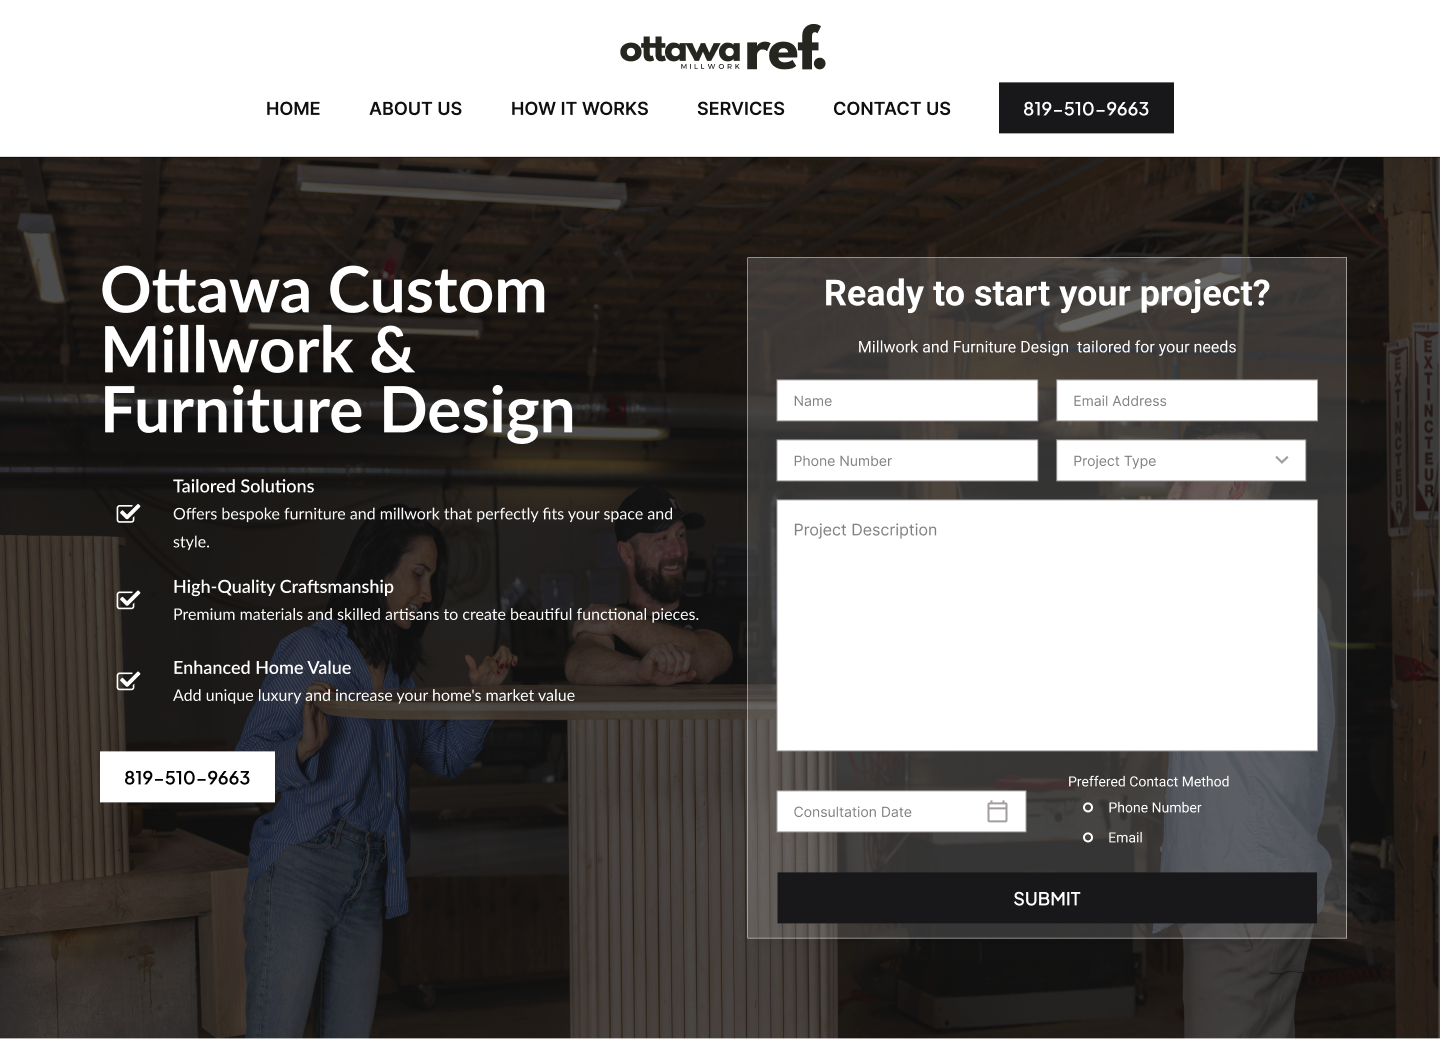 ottawa ref.
MILLWORK
HOME ABOUT US HOW IT WORKS SERVICES CONTACT US 819-510-9663
Ottawa Custom
Millwork &
Furniture Design
Tailored Solutions
Offers bespoke furniture and millwork that perfectly fits your space and
style.
High-Quality Craftsmanship
Premium materials and skilled artisans to create beautiful functional pieces.
Enhanced Home Value
Add unique luxury and increase your home's market value
819-510-9663
Ready to start your project?
Millwork and Furniture Design tailored for your needs
Name
Email Address
Phone Number
Project Type
Project Description
Consultation Date
Preffered Contact Method
Phone Number
Email
SUBMIT
EXTINCTEUR
EXTINCTEUR